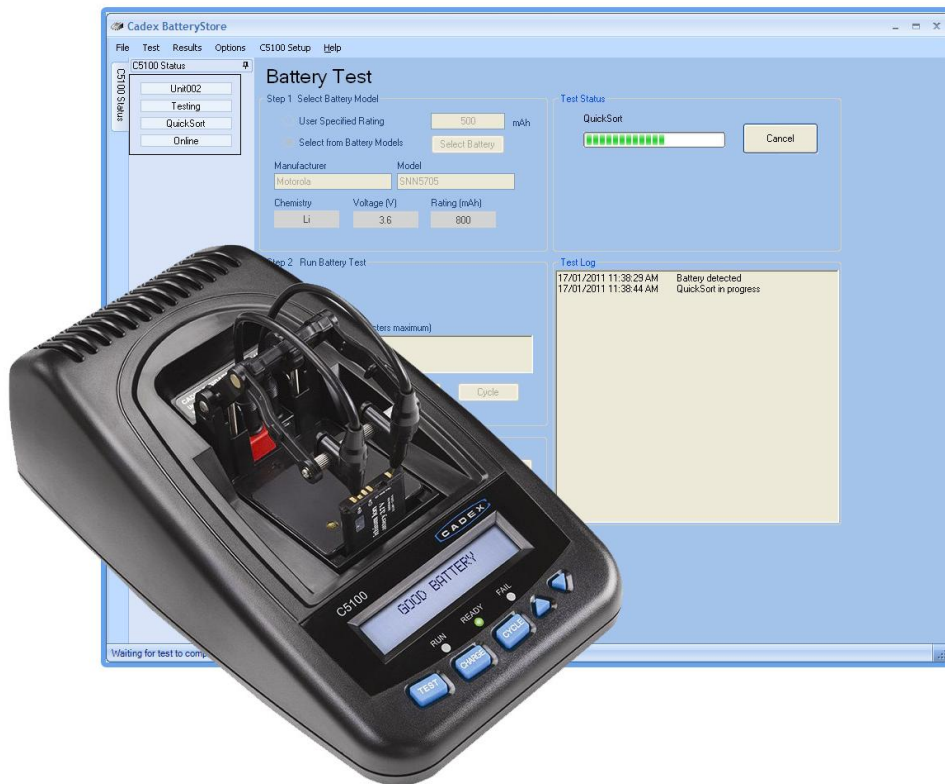 Cadex BatteryStore
File Test Results Options C5100 Setup Help
C5100 Status
C5100 Status
Unit002
Testing
QuickSort
Online
Battery Test
Step 1 Select Battery Model
User Specified Rating 500 mAh
Select from Battery Models Select Battery
Manufacturer Model
Motorola SNN5705
Chemistry Voltage (V) Rating (mAh)
Li 3.6 800
Test Status
QuickSort
Cancel
Step 2 Run Battery Test
maximum)
Cycle
Test Log
17/01/2011 11:38:29 AM Battery detected
17/01/2011 11:38:44 AM QuickSort in progress
Waiting for test to
CADEX
C5100
GOOD BATTERY
RUN READY FAIL
TEST CHARGE CYCLE